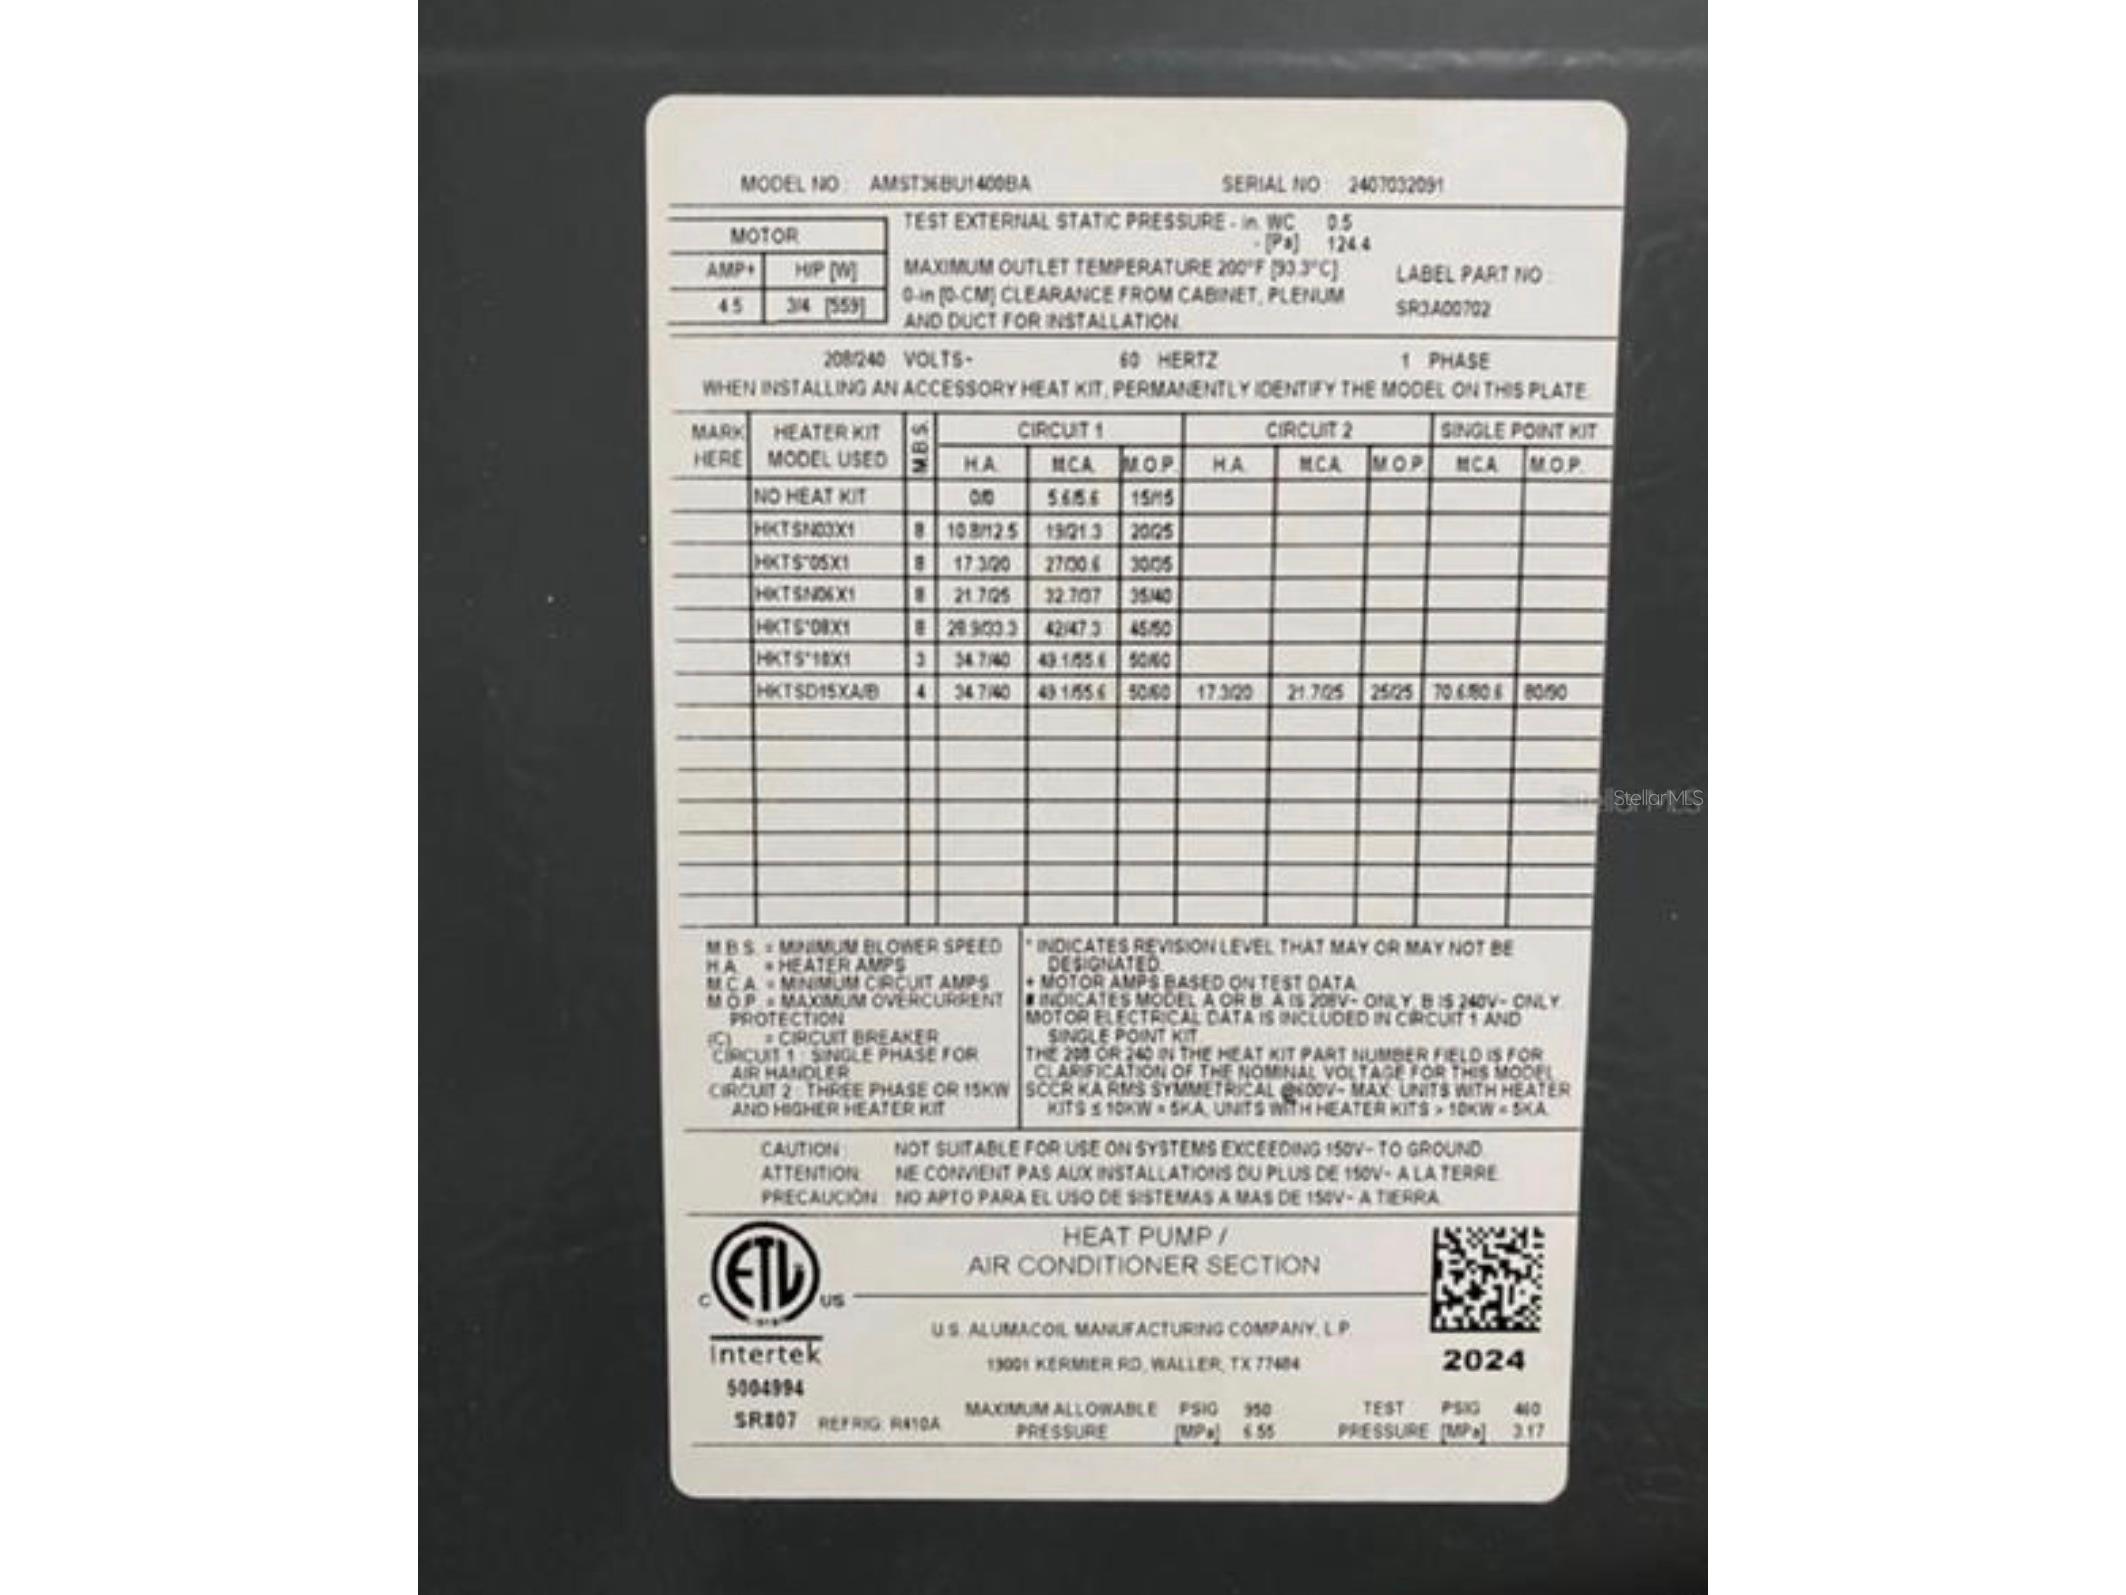 MODEL NO : AMST36BU1400BA SERIAL NO : 2407032091
MOTOR
AMP+ H/P [W]
4.5 3/4 [559]
TEST EXTERNAL STATIC PRESSURE - in. WC 0.5
- [Pa] 124.4
MAXIMUM OUTLET TEMPERATURE 200°F [93.3°C]
0-in [0-CM] CLEARANCE FROM CABINET, PLENUM
AND DUCT FOR INSTALLATION.
LABEL PART NO :
SR3A00702
208/240 VOLTS~ 60 HERTZ 1 PHASE
WHEN INSTALLING AN ACCESSORY HEAT KIT, PERMANENTLY IDENTIFY THE MODEL ON THIS PLATE.
MARK HERE HEATER KIT MODEL USED M.B.S. CIRCUIT 1 CIRCUIT 2 SINGLE POINT KIT
H.A. M.C.A. M.O.P. H.A. M.C.A. M.O.P. M.C.A. M.O.P.
NO HEAT KIT 0/0 5.6/5.6 15/15
HKTSN03X1 8 10.8/12.5 19/21.3 20/25
HKTS*05X1 8 17.3/20 27/30.6 30/35
HKTSN06X1 8 21.7/25 32.7/37 35/40
HKTS*08X1 8 28.9/33.3 42/47.3 45/50
HKTS*10X1 3 34.7/40 49.1/55.6 50/60
HKTSD15XA/B 4 34.7/40 49.1/55.6 50/60 17.3/20 21.7/25 25/25 70.6/80.6 80/90
M.B.S. = MINIMUM BLOWER SPEED
H.A. = HEATER AMPS
M.C.A. = MINIMUM CIRCUIT AMPS
M.O.P. = MAXIMUM OVERCURRENT
PROTECTION
(C) = CIRCUIT BREAKER
CIRCUIT 1 : SINGLE PHASE FOR
AIR HANDLER
CIRCUIT 2 : THREE PHASE OR 15KW
AND HIGHER HEATER KIT
* INDICATES REVISION LEVEL THAT MAY OR MAY NOT BE
DESIGNATED.
+ MOTOR AMPS BASED ON TEST DATA.
# INDICATES MODEL A OR B. A IS 208V~ ONLY, B IS 240V~ ONLY.
MOTOR ELECTRICAL DATA IS INCLUDED IN CIRCUIT 1 AND
SINGLE POINT KIT
THE 208 OR 240 IN THE HEAT KIT PART NUMBER FIELD IS FOR
CLARIFICATION OF THE NOMINAL VOLTAGE FOR THIS MODEL
SCCR KA RMS SYMMETRICAL @600V~ MAX: UNITS WITH HEATER
KITS ≤ 10KW = 5KA, UNITS WITH HEATER KITS > 10KW = 5KA.
CAUTION : NOT SUITABLE FOR USE ON SYSTEMS EXCEEDING 150V~ TO GROUND.
ATTENTION: NE CONVIENT PAS AUX INSTALLATIONS DU PLUS DE 150V~ A LA TERRE.
PRECAUCIÓN : NO APTO PARA EL USO DE SISTEMAS A MAS DE 150V~ A TIERRA.
HEAT PUMP /
AIR CONDITIONER SECTION
ETL
C US
Intertek
5004994
SR807 REFRIG: R410A
U.S. ALUMACOIL MANUFACTURING COMPANY, L.P.
19001 KERMIER RD, WALLER, TX 77484
2024
MAXIMUM ALLOWABLE PSIG 950 TEST PSIG 460
PRESSURE [MPa] 6.55 PRESSURE [MPa] 3.17
StellarMLS